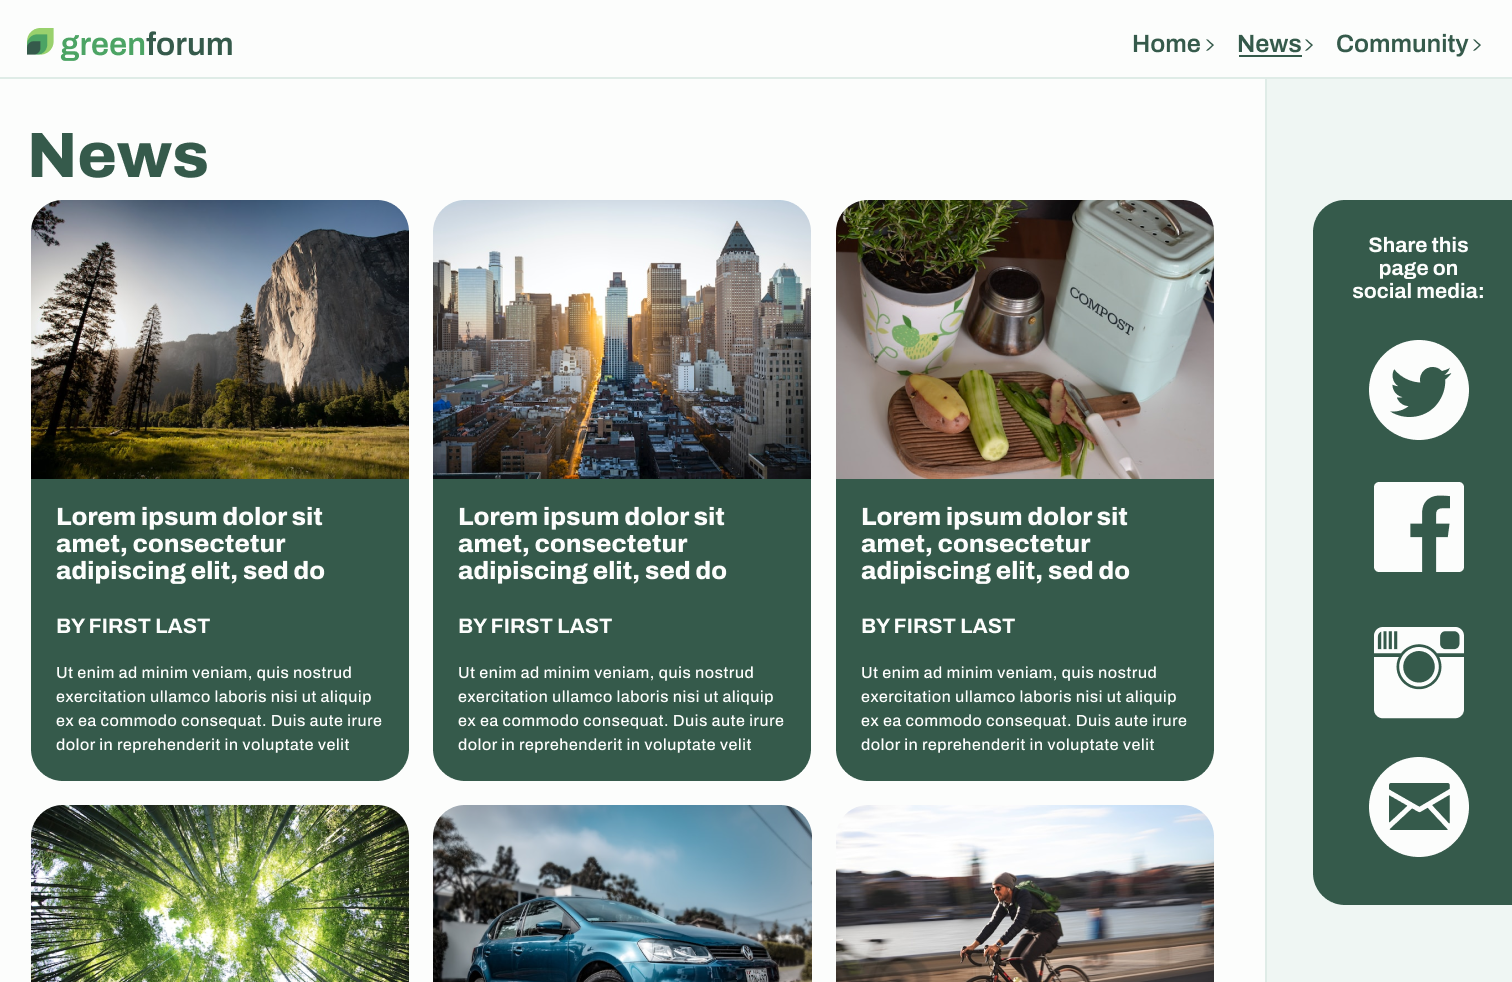 greenforum
Home
News
Community
News
Share this
page on
social media:
COMPOST
Lorem ipsum dolor sit
amet, consectetur
adipiscing elit, sed do
BY FIRST LAST
Ut enim ad minim veniam, quis nostrud
exercitation ullamco laboris nisi ut aliquip
ex ea commodo consequat. Duis aute irure
dolor in reprehenderit in voluptate velit
Lorem ipsum dolor sit
amet, consectetur
adipiscing elit, sed do
BY FIRST LAST
Ut enim ad minim veniam, quis nostrud
exercitation ullamco laboris nisi ut aliquip
ex ea commodo consequat. Duis aute irure
dolor in reprehenderit in voluptate velit
Lorem ipsum dolor sit
amet, consectetur
adipiscing elit, sed do
BY FIRST LAST
Ut enim ad minim veniam, quis nostrud
exercitation ullamco laboris nisi ut aliquip
ex ea commodo consequat. Duis aute irure
dolor in reprehenderit in voluptate velit